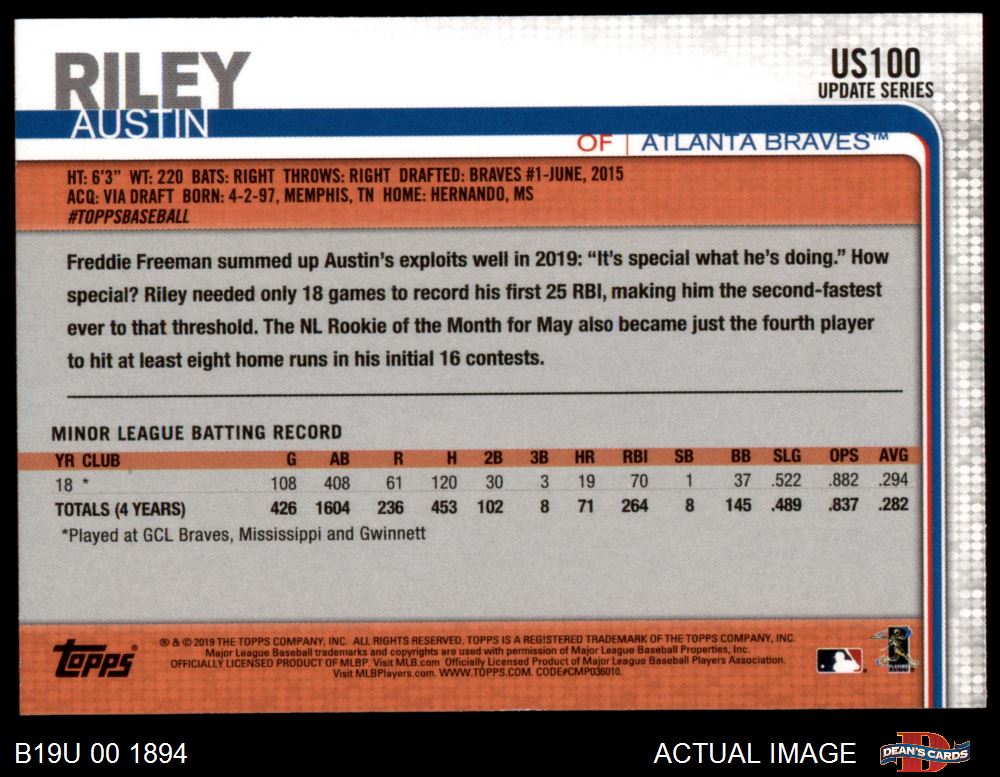 RILEY
AUSTIN
US100
UPDATE SERIES
OF | ATLANTA BRAVES™
HT: 6'3" WT: 220 BATS: RIGHT THROWS: RIGHT DRAFTED: BRAVES #1-JUNE, 2015
ACQ: VIA DRAFT BORN: 4-2-97, MEMPHIS, TN HOME: HERNANDO, MS
#TOPPSBASEBALL
Freddie Freeman summed up Austin's exploits well in 2019: “It's special what he's doing.” How
special? Riley needed only 18 games to record his first 25 RBI, making him the second-fastest
ever to that threshold. The NL Rookie of the Month for May also became just the fourth player
to hit at least eight home runs in his initial 16 contests.
MINOR LEAGUE BATTING RECORD
YR CLUB G AB R H 2B 3B HR RBI SB BB SLG OPS AVG
18 * 108 408 61 120 30 3 19 70 1 37 .522 .882 .294
TOTALS (4 YEARS) 426 1604 236 453 102 8 71 264 8 145 .489 .837 .282
*Played at GCL Braves, Mississippi and Gwinnett
Topps®
® & © 2019 THE TOPPS COMPANY, INC. ALL RIGHTS RESERVED. TOPPS IS A REGISTERED TRADEMARK OF THE TOPPS COMPANY, INC.
Major League Baseball trademarks and copyrights are used with permission of Major League Baseball Properties, Inc.
OFFICIALLY LICENSED PRODUCT OF MLBP. Visit MLB.com Officially Licensed Product of Major League Baseball Players Association.
Visit MLBPlayers.com. WWW.TOPPS.COM. CODE#CMP036010.
PLAYERS
B19U 00 1894
ACTUAL IMAGE
DEAN'S CARDS